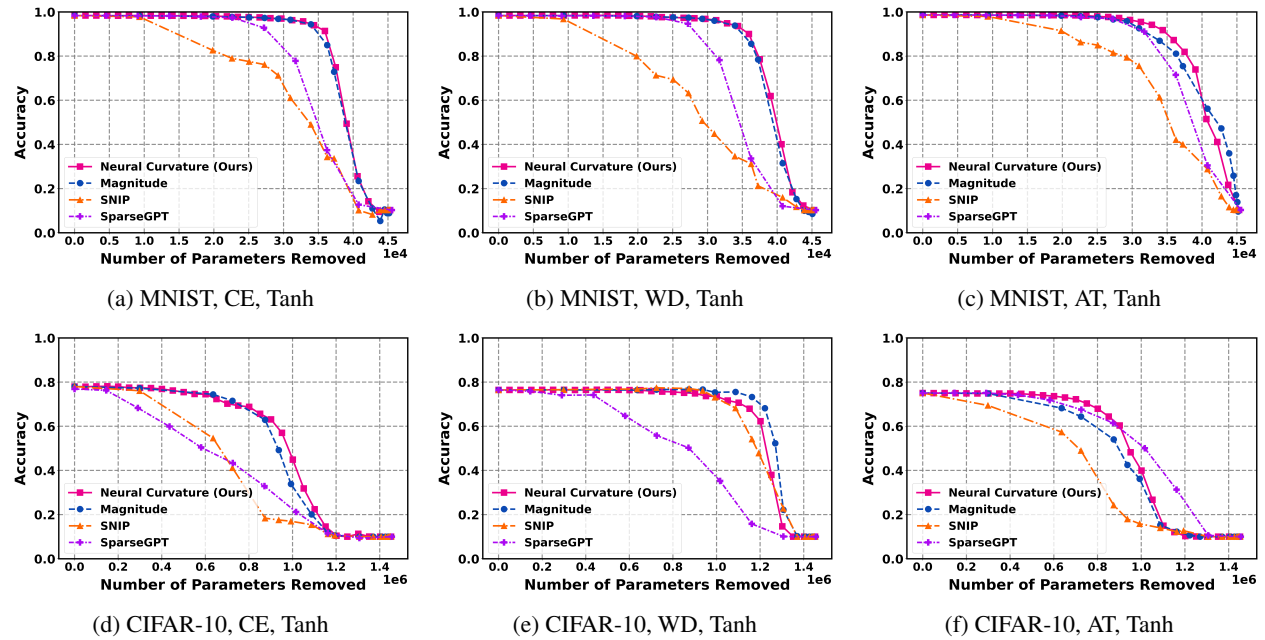 1.0
0.8
0.6
0.4
0.2
0.0
Accuracy
Neural Curvature (Ours)
Magnitude
SNIP
SparseGPT
0.0 0.5 1.0 1.5 2.0 2.5 3.0 3.5 4.0 4.5
1e4
Number of Parameters Removed
(a) MNIST, CE, Tanh
1.0
0.8
0.6
0.4
0.2
0.0
Accuracy
Neural Curvature (Ours)
Magnitude
SNIP
SparseGPT
0.0 0.5 1.0 1.5 2.0 2.5 3.0 3.5 4.0 4.5
1e4
Number of Parameters Removed
(b) MNIST, WD, Tanh
1.0
0.8
0.6
0.4
0.2
0.0
Accuracy
Neural Curvature (Ours)
Magnitude
SNIP
SparseGPT
0.0 0.5 1.0 1.5 2.0 2.5 3.0 3.5 4.0 4.5
1e4
Number of Parameters Removed
(c) MNIST, AT, Tanh
1.0
0.8
0.6
0.4
0.2
0.0
Accuracy
Neural Curvature (Ours)
Magnitude
SNIP
SparseGPT
0.0 0.2 0.4 0.6 0.8 1.0 1.2 1.4
1e6
Number of Parameters Removed
(d) CIFAR-10, CE, Tanh
1.0
0.8
0.6
0.4
0.2
0.0
Accuracy
Neural Curvature (Ours)
Magnitude
SNIP
SparseGPT
0.0 0.2 0.4 0.6 0.8 1.0 1.2 1.4
1e6
Number of Parameters Removed
(e) CIFAR-10, WD, Tanh
1.0
0.8
0.6
0.4
0.2
0.0
Accuracy
Neural Curvature (Ours)
Magnitude
SNIP
SparseGPT
0.0 0.2 0.4 0.6 0.8 1.0 1.2 1.4
1e6
Number of Parameters Removed
(f) CIFAR-10, AT, Tanh